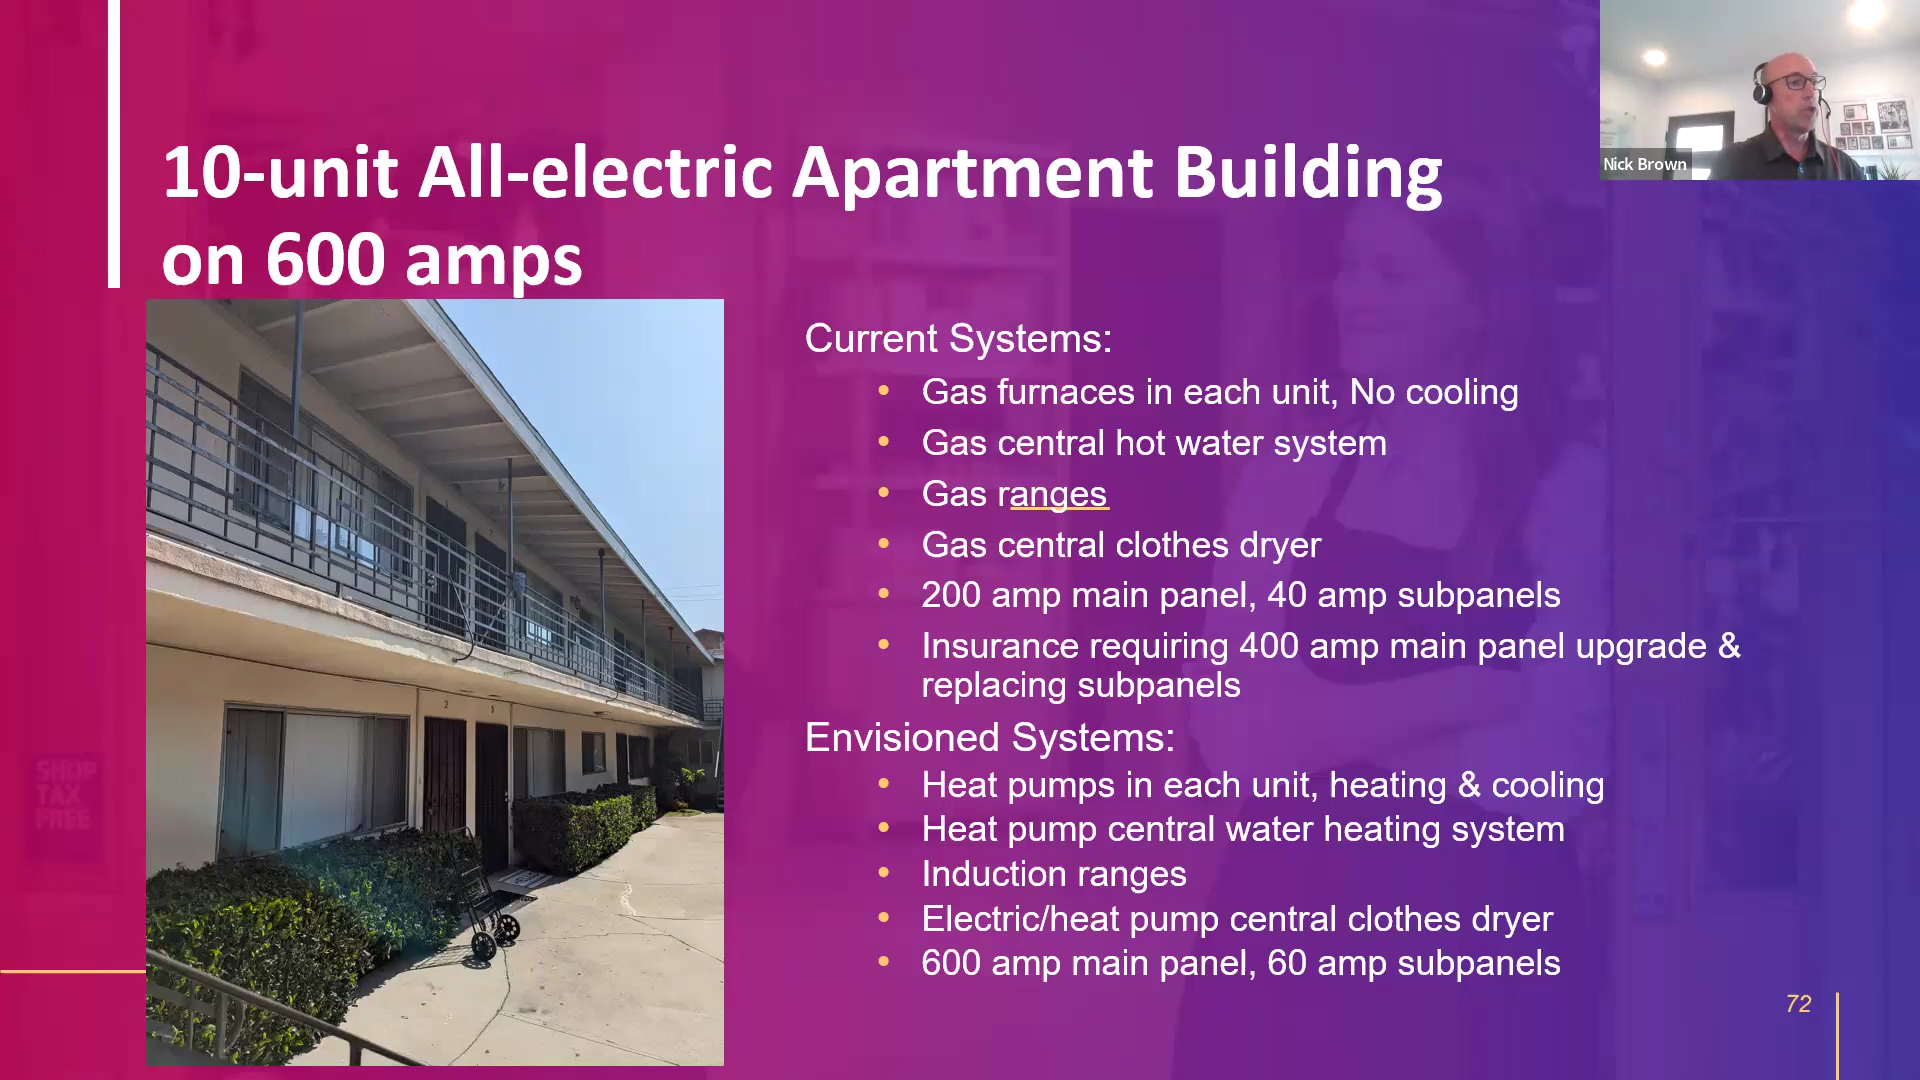 10-unit All-electric Apartment Building
on 600 amps
Nick Brown
Current Systems:
• Gas furnaces in each unit, No cooling
• Gas central hot water system
• Gas ranges
• Gas central clothes dryer
• 200 amp main panel, 40 amp subpanels
• Insurance requiring 400 amp main panel upgrade &
replacing subpanels
Envisioned Systems:
• Heat pumps in each unit, heating & cooling
• Heat pump central water heating system
• Induction ranges
• Electric/heat pump central clothes dryer
• 600 amp main panel, 60 amp subpanels
SHOP
TAX
FREE
2
72